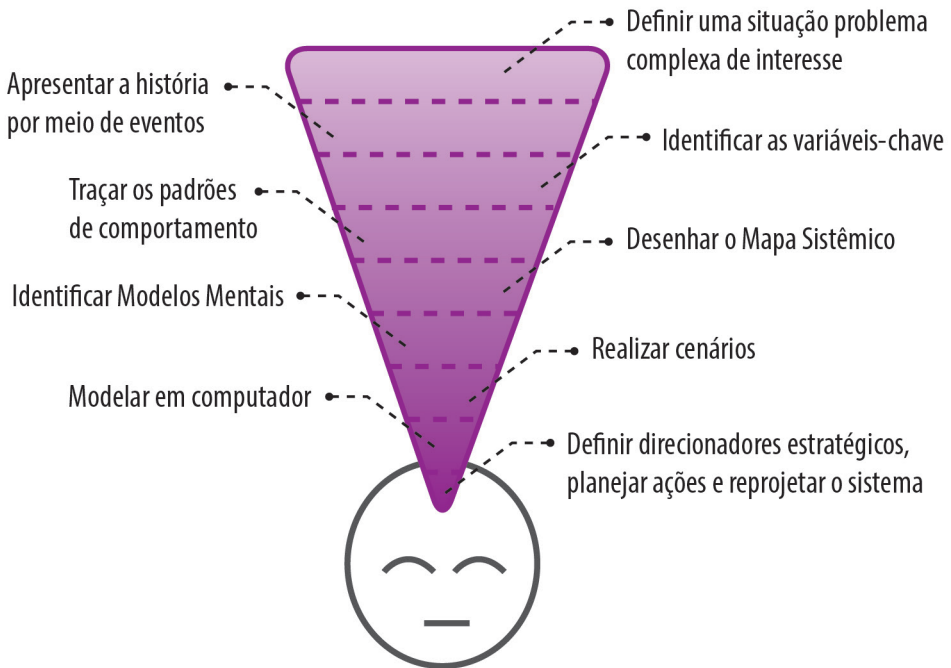 Definir uma situação problema
complexa de interesse
Apresentar a história
por meio de eventos
Identificar as variáveis-chave
Traçar os padrões
de comportamento
Desenhar o Mapa Sistêmico
Identificar Modelos Mentais
Realizar cenários
Modelar em computador
Definir direcionadores estratégicos,
planejar ações e reprojetar o sistema